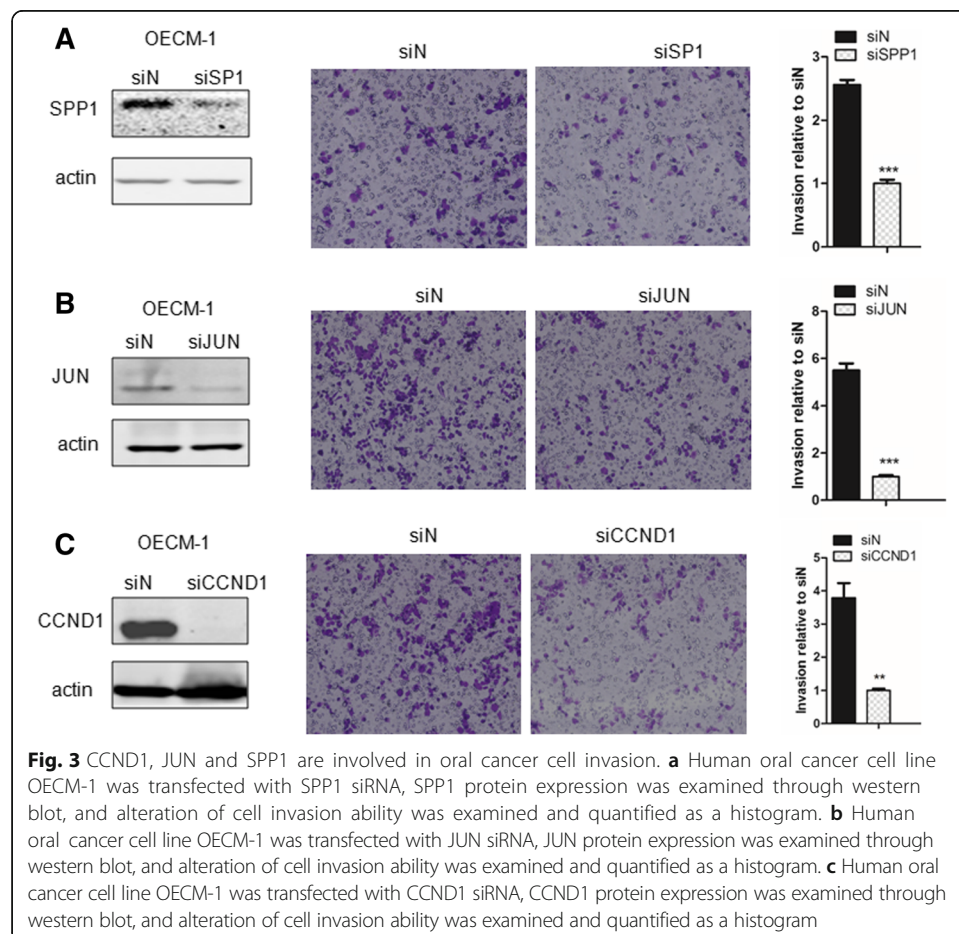 A
OECM-1
siN siSP1
SPP1
actin
siN
siSP1
siN
siSPP1
Invasion relative to siN
3
2
1
0
***
B
OECM-1
siN siJUN
JUN
actin
siN
siJUN
siN
siJUN
Invasion relative to siN
8
6
4
2
0
***
C
OECM-1
siN siCCND1
CCND1
actin
siN
siCCND1
siN
siCCND1
Invasion relative to siN
5
4
3
2
1
0
**
Fig. 3 CCND1, JUN and SPP1 are involved in oral cancer cell invasion. a Human oral cancer cell line
OECM-1 was transfected with SPP1 siRNA, SPP1 protein expression was examined through western
blot, and alteration of cell invasion ability was examined and quantified as a histogram. b Human
oral cancer cell line OECM-1 was transfected with JUN siRNA, JUN protein expression was examined through
western blot, and alteration of cell invasion ability was examined and quantified as a histogram. c Human oral
cancer cell line OECM-1 was transfected with CCND1 siRNA, CCND1 protein expression was examined through
western blot, and alteration of cell invasion ability was examined and quantified as a histogram